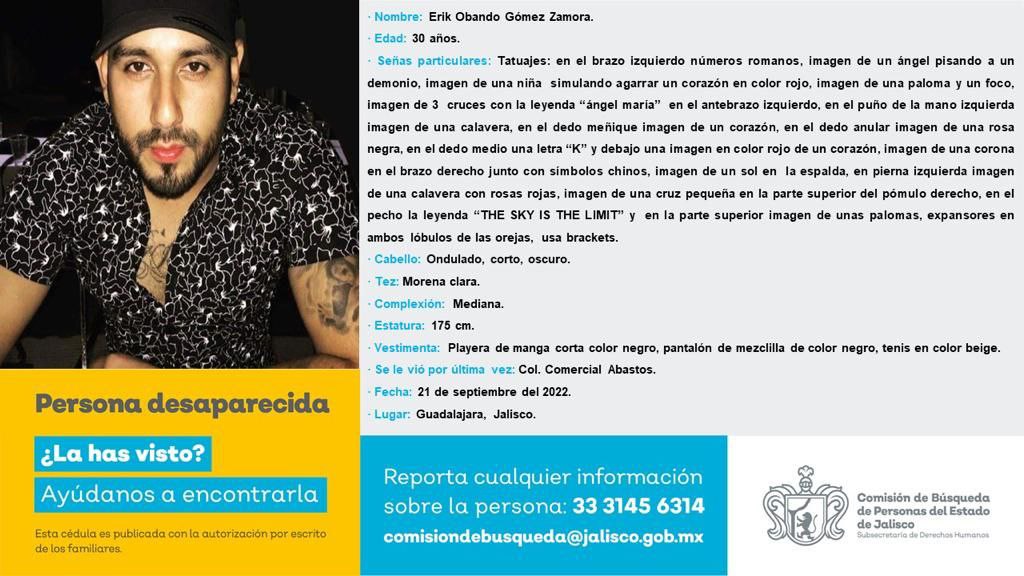 · Nombre: Erik Obando Gómez Zamora.
· Edad: 30 años.
· Señas particulares: Tatuajes: en el brazo izquierdo números romanos, imagen de un ángel pisando a un
demonio, imagen de una niña simulando agarrar un corazón en color rojo, imagen de una paloma y un foco,
imagen de 3 cruces con la leyenda “ángel maría” en el antebrazo izquierdo, en el puño de la mano izquierda
imagen de una calavera, en el dedo meñique imagen de un corazón, en el dedo anular imagen de una rosa
negra, en el dedo medio una letra “K” y debajo una imagen en color rojo de un corazón, imagen de una corona
en el brazo derecho junto con símbolos chinos, imagen de un sol en la espalda, en pierna izquierda imagen
de una calavera con rosas rojas, imagen de una cruz pequeña en la parte superior del pómulo derecho, en el
pecho la leyenda “THE SKY IS THE LIMIT” y en la parte superior imagen de unas palomas, expansores en
ambos lóbulos de las orejas, usa brackets.
· Cabello: Ondulado, corto, oscuro.
· Tez: Morena clara.
· Complexión: Mediana.
· Estatura: 175 cm.
· Vestimenta: Playera de manga corta color negro, pantalón de mezclilla de color negro, tenis en color beige.
· Se le vió por última vez: Col. Comercial Abastos.
· Fecha: 21 de septiembre del 2022.
· Lugar: Guadalajara, Jalisco.
Persona desaparecida
¿La has visto?
Ayúdanos a encontrarla
Esta cédula es publicada con la autorización por escrito
de los familiares.
Reporta cualquier información
sobre la persona: 33 3145 6314
comisiondebusqueda@jalisco.gob.mx
Comisión de Búsqueda
de Personas del Estado
de Jalisco
Subsecretaría de Derechos Humanos